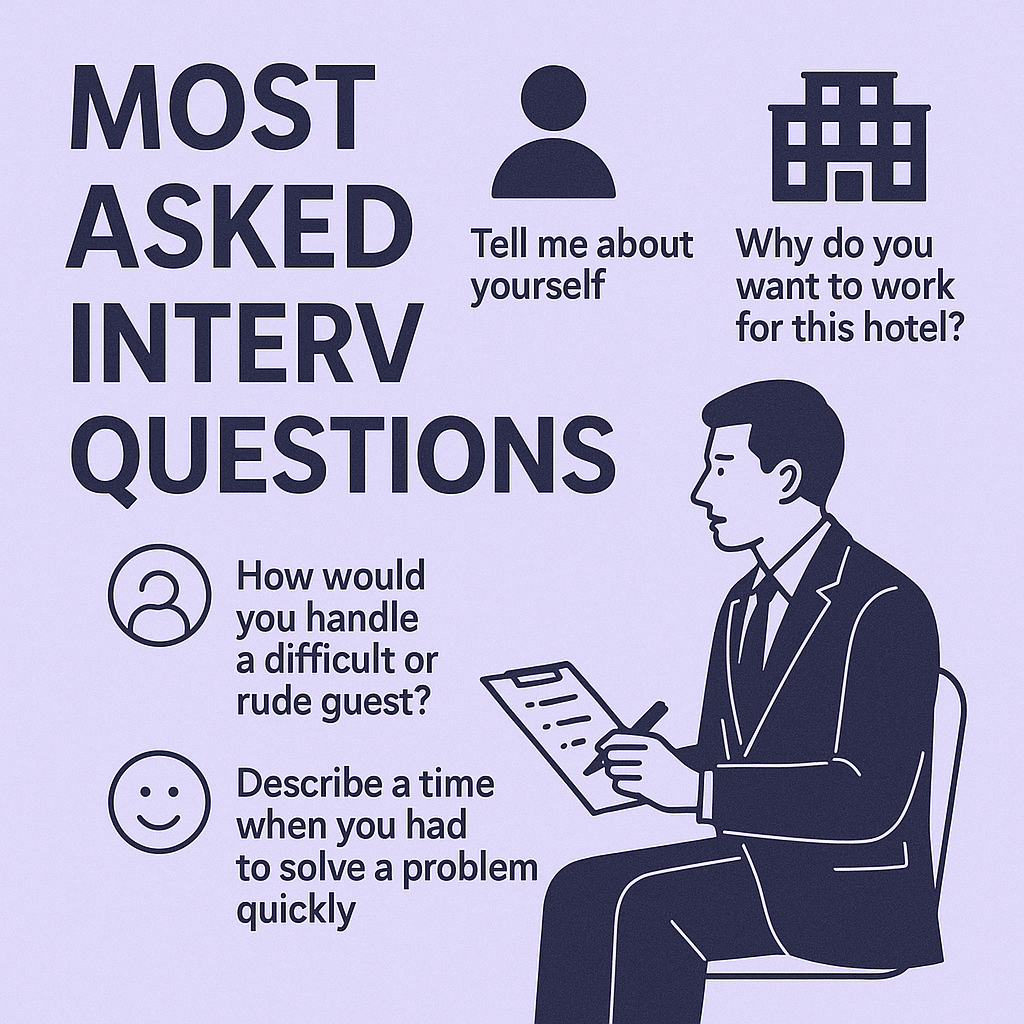 MOST
ASKED
INTERV
QUESTIONS
Tell me about
yourself
Why do you
want to work
for this hotel?
How would
you handle
a difficult or
rude guest?
Describe a time
when you had
to solve a problem
quickly